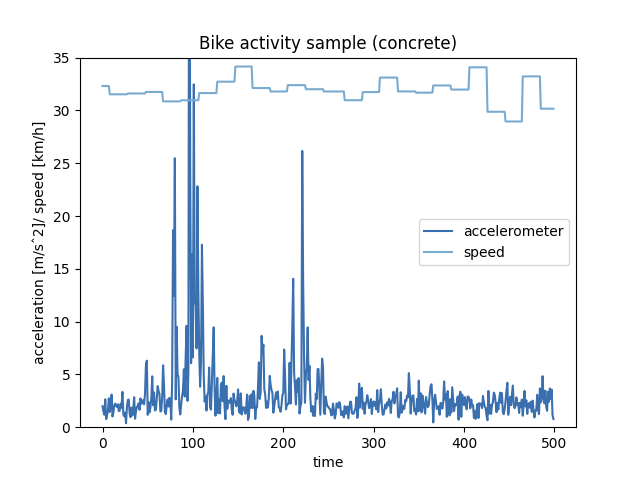 Bike activity sample (concrete)
acceleration [m/s^2]/ speed [km/h]
35
30
25
20
15
10
5
0
accelerometer
speed
0 100 200 300 400 500
time